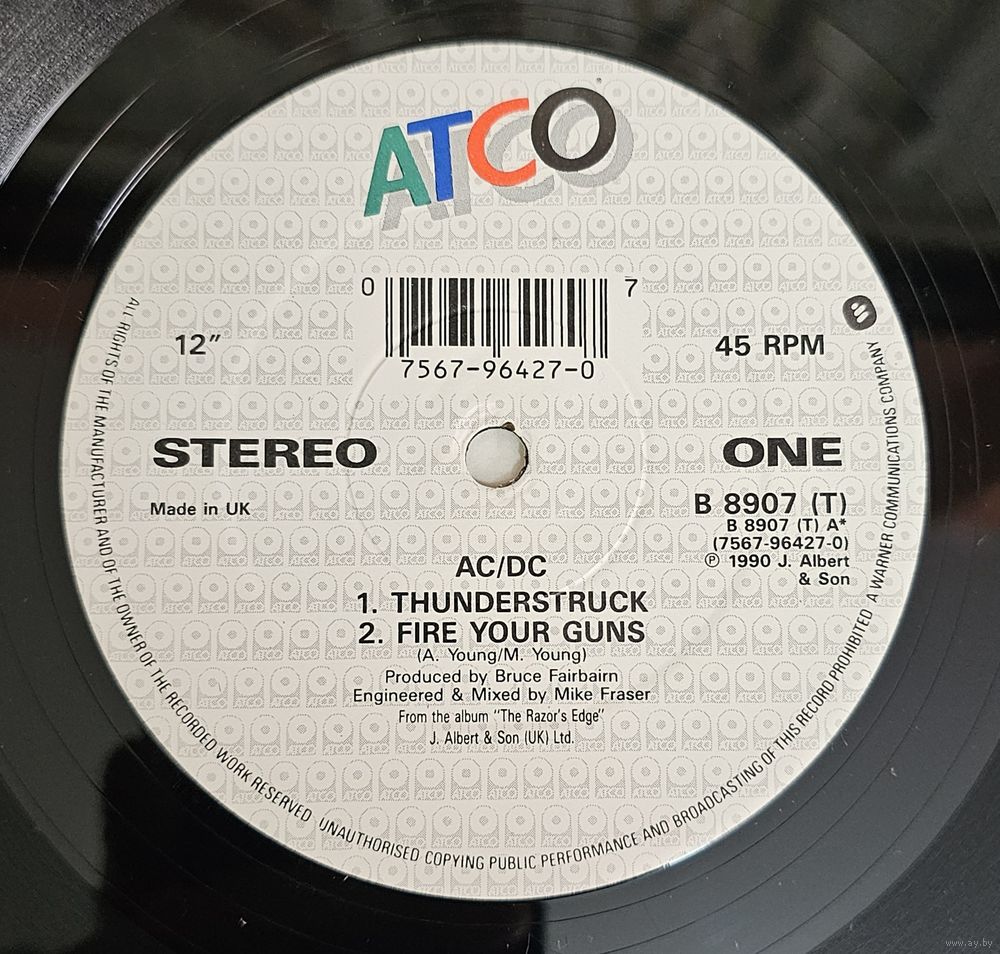 ATCO
0 7
7567-96427-0
12″ 45 RPM
STEREO ONE
Made in UK
B 8907 (T)
B 8907 (T) A*
(7567-96427-0)
℗ 1990 J. Albert
& Son
AC/DC
1. THUNDERSTRUCK
2. FIRE YOUR GUNS
(A. Young/M. Young)
Produced by Bruce Fairbairn
Engineered & Mixed by Mike Fraser
From the album "The Razor's Edge"
J. Albert & Son (UK) Ltd.
ALL RIGHTS OF THE MANUFACTURER AND OF THE OWNER OF THE RECORDED WORK RESERVED UNAUTHORISED COPYING PUBLIC PERFORMANCE AND BROADCASTING OF THIS RECORD PROHIBITED A WARNER COMMUNICATIONS COMPANY
www.ay.by